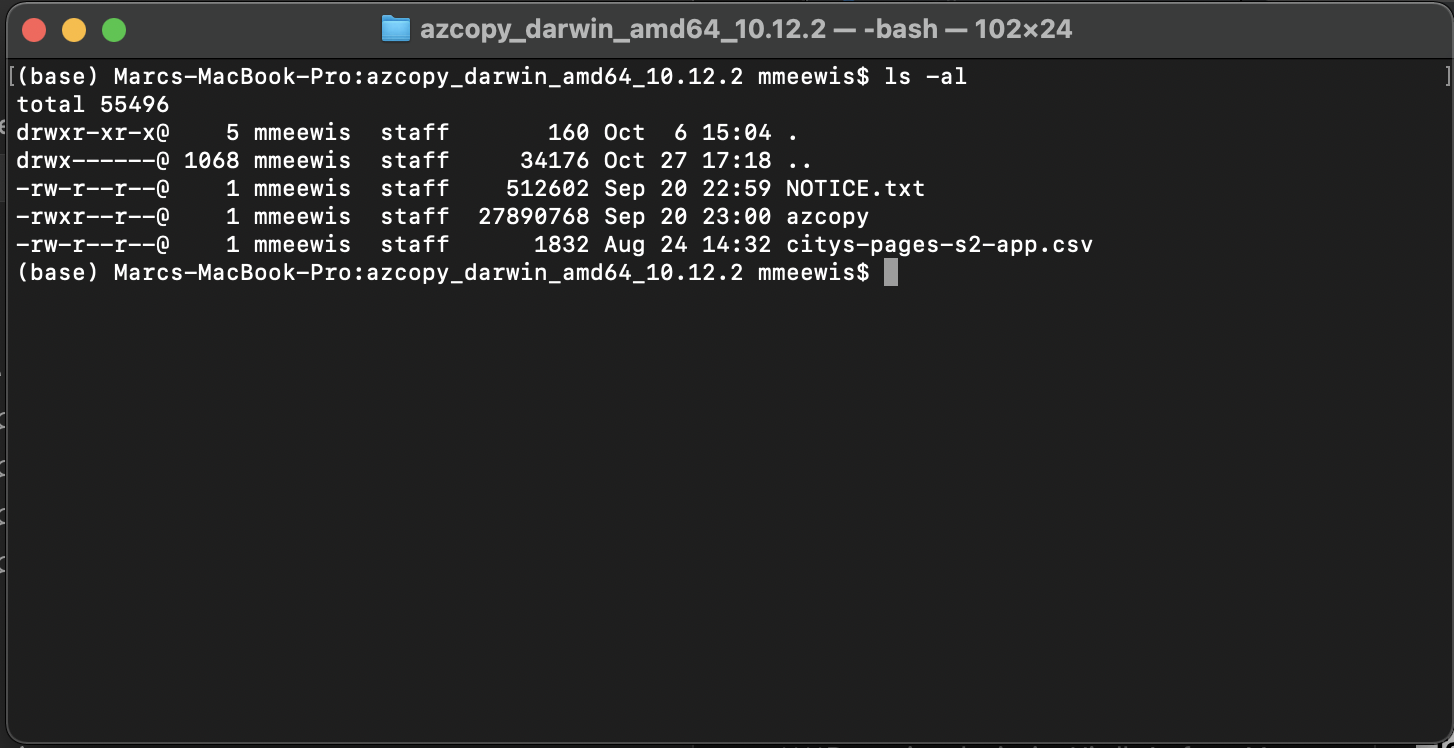 azcopy_darwin_amd64_10.12.2 — -bash — 102×24
[(base) Marcs-MacBook-Pro:azcopy_darwin_amd64_10.12.2 mmeewis$ ls -al ]
total 55496
drwxr-xr-x@    5 mmeewis  staff       160 Oct  6 15:04 .
drwx------@ 1068 mmeewis  staff     34176 Oct 27 17:18 ..
-rw-r--r--@    1 mmeewis  staff    512602 Sep 20 22:59 NOTICE.txt
-rwxr--r--@    1 mmeewis  staff  27890768 Sep 20 23:00 azcopy
-rw-r--r--@    1 mmeewis  staff      1832 Aug 24 14:32 citys-pages-s2-app.csv
(base) Marcs-MacBook-Pro:azcopy_darwin_amd64_10.12.2 mmeewis$